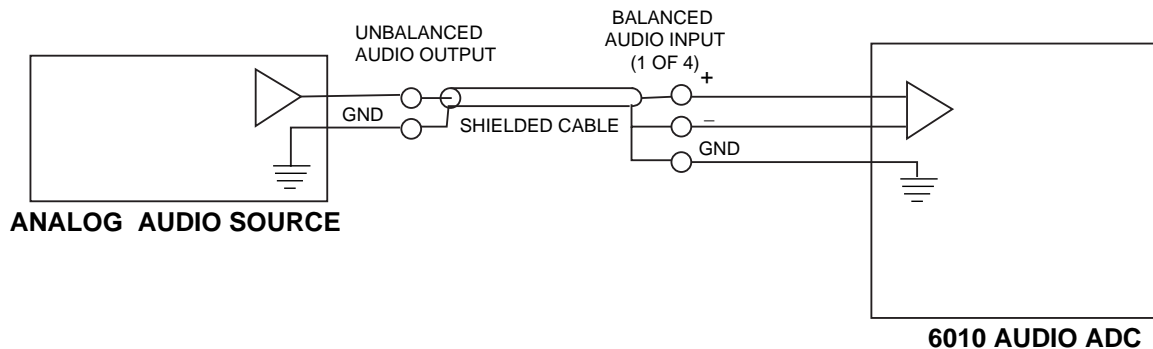 UNBALANCED
AUDIO OUTPUT
BALANCED
AUDIO INPUT
(1 OF 4)
+
GND
SHIELDED CABLE
–
GND
ANALOG AUDIO SOURCE
6010 AUDIO ADC